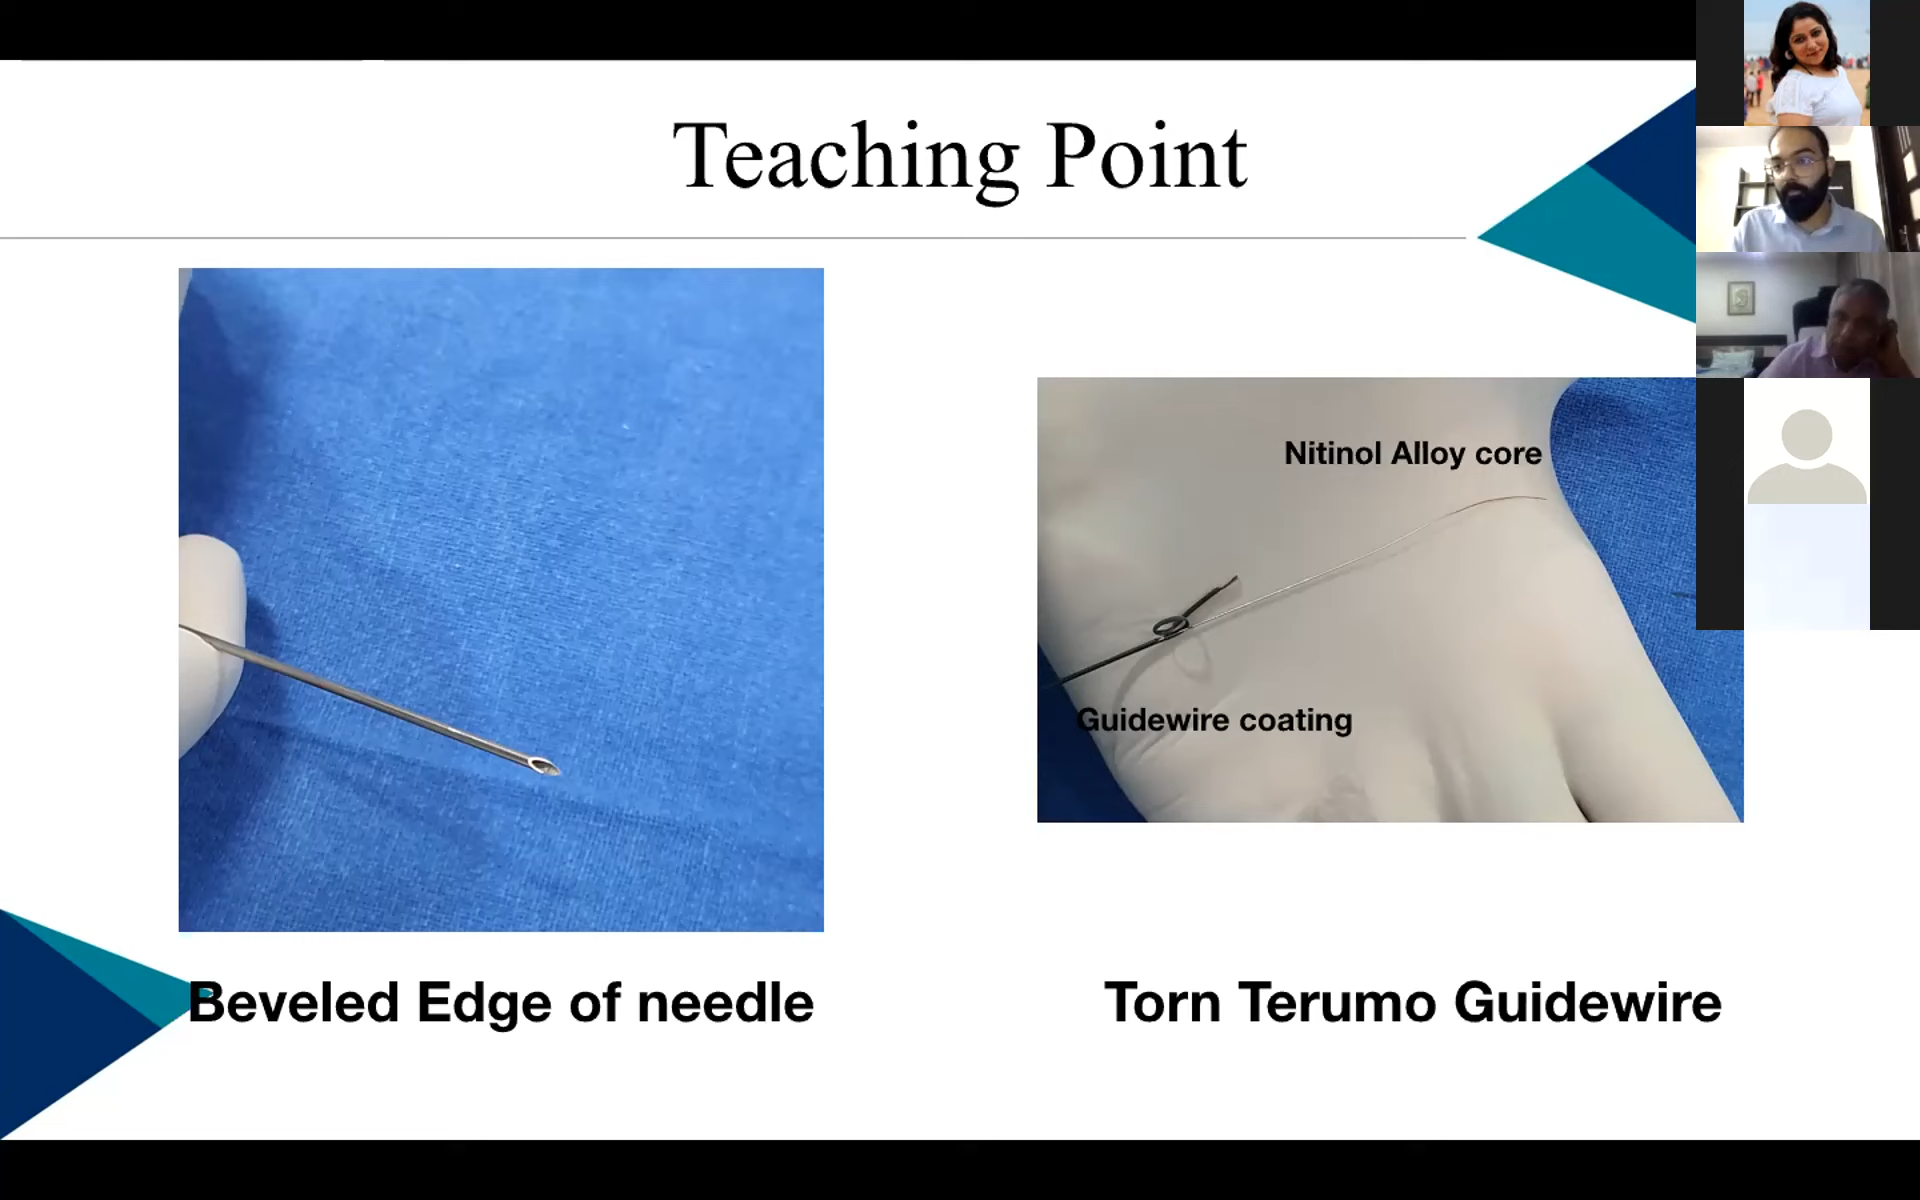 Teaching Point
Nitinol Alloy core
Guidewire coating
Beveled Edge of needle
Torn Terumo Guidewire